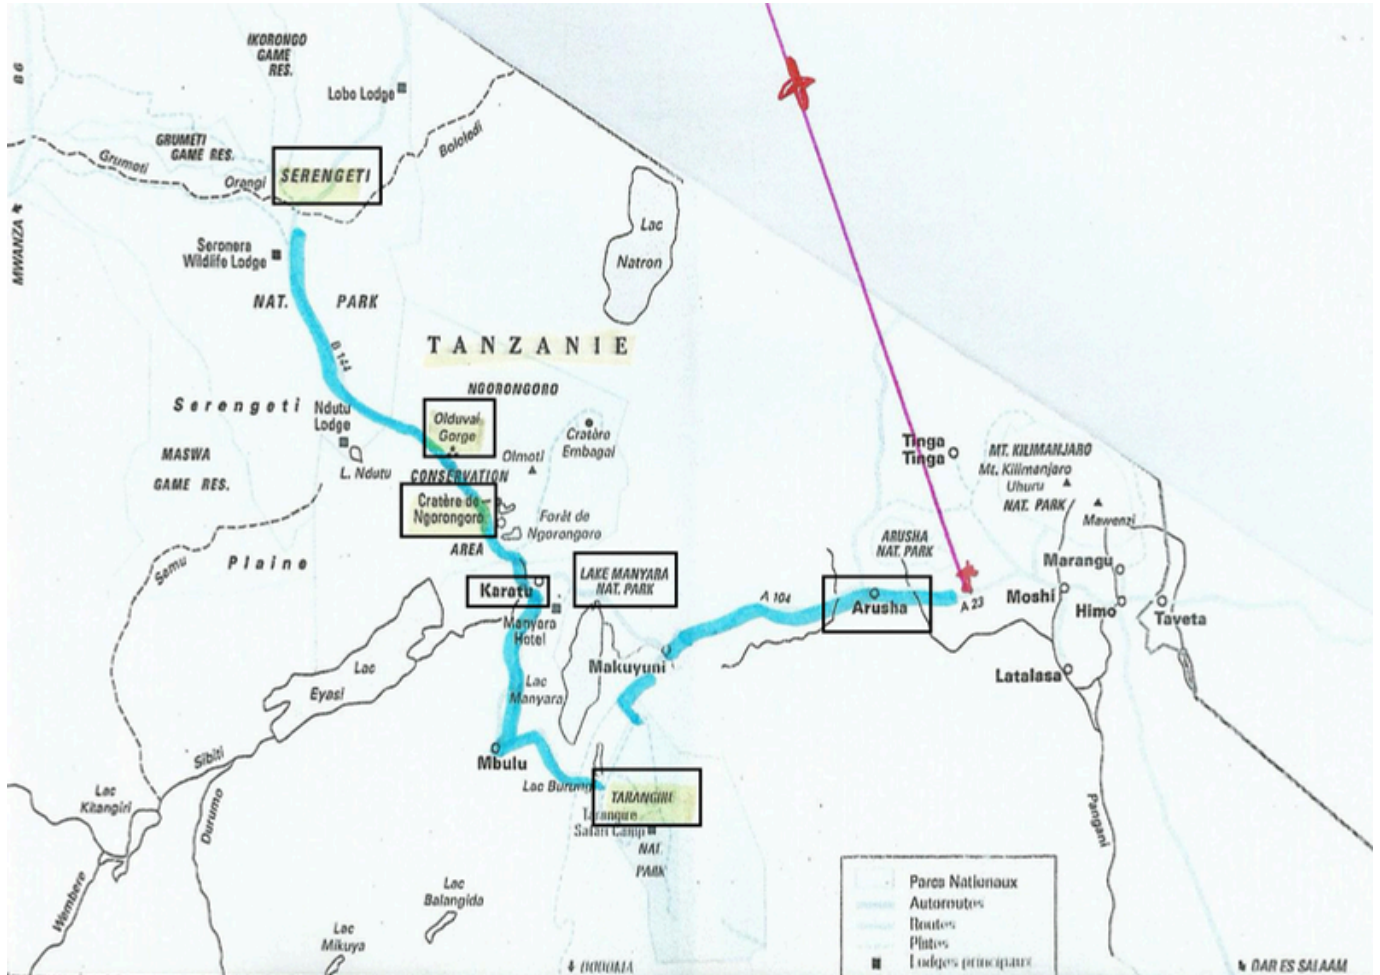 IKORONGO
GAME
RES.
B6
Lobo Lodge
GRUMETI
GAME RES.
Grumeti
Orangi
SERENGETI
Bololedi
MWANZA
Seronera
Wildlife Lodge
Lac
Natron
NAT. PARK
TANZANIE
B 144
NGORONGORO
Serengeti
Ndutu
Lodge
Olduvai
Gorge
Cratère
Embagai
Olmoti
L. Ndutu
MASWA
GAME RES.
CONSERVATION
Cratère de
Ngorongoro
Forêt de
Ngorongoro
AREA
Tinga
Tinga
MT. KILIMANJARO
Mt. Kilimanjaro
Uhuru
NAT. PARK
Mawenzi
ARUSHA
NAT. PARK
Semu
Plaine
Karatu
LAKE MANYARA
NAT. PARK
A 104
Arusha
A 23
Marangu
Moshi
Himo
Taveta
Manyara
Hotel
Makuyuni
Latalasa
Lac
Eyasi
Lac
Manyara
Sibiti
Mbulu
Lac
Kitangiri
Durumo
Lac Burungi
TARANGIRE
Tarangire
Safari Camp
NAT.
PARK
Pangani
Wembere
Lac
Balangida
Lac
Mikuya
DODOMA
Parcs Nationaux
Autoroutes
Routes
Pistes
Lodges principaux
DAR ES SALAAM